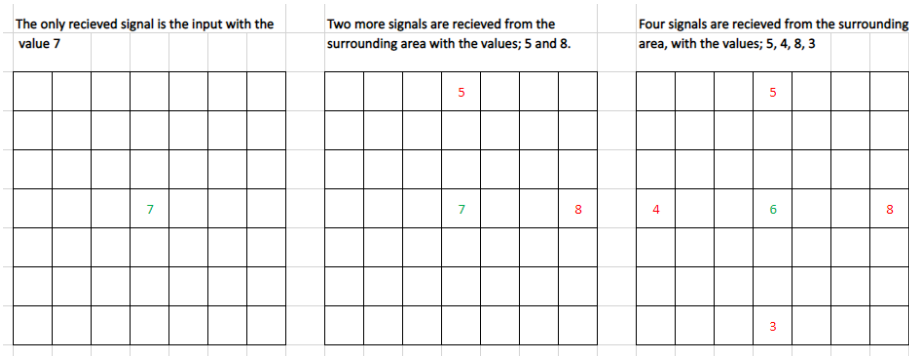 The only recieved signal is the input with the
value 7
7
Two more signals are recieved from the
surrounding area with the values; 5 and 8.
5
7 8
Four signals are recieved from the surrounding
area, with the values; 5, 4, 8, 3
5
4 6 8
3